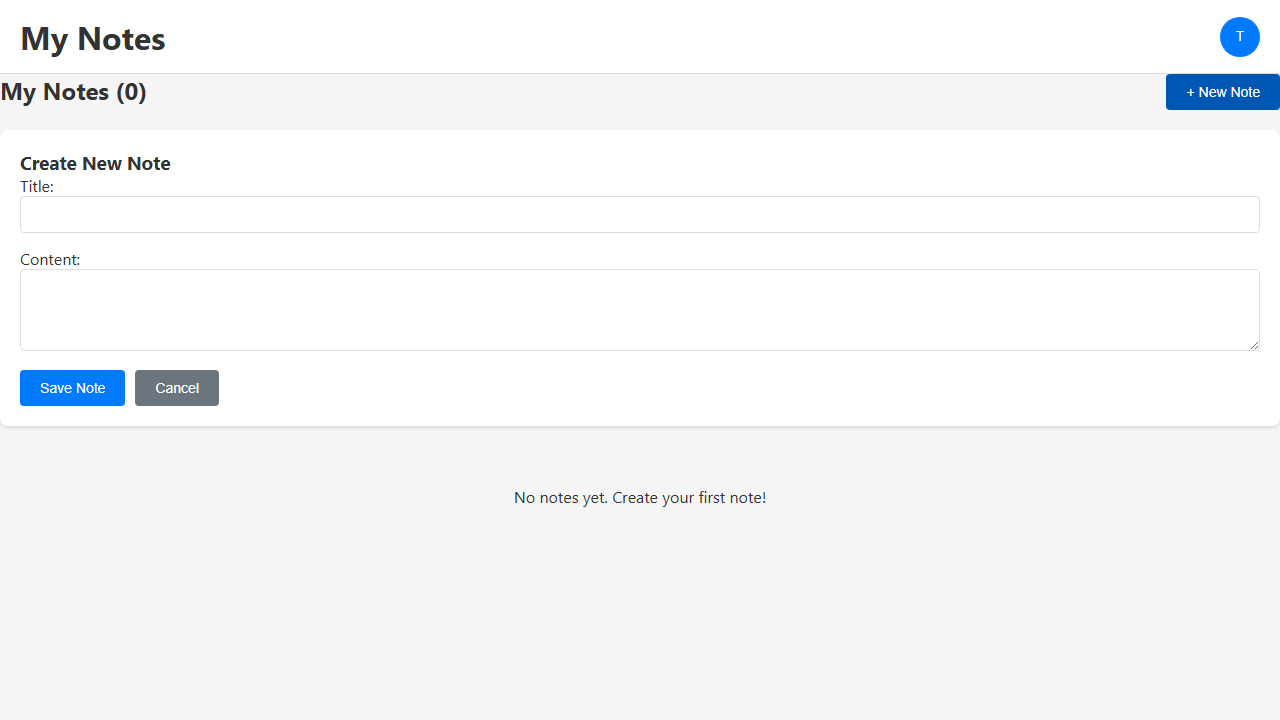 My Notes
T
My Notes (0)
+ New Note
Create New Note
Title:
Content:
Save Note
Cancel
No notes yet. Create your first note!